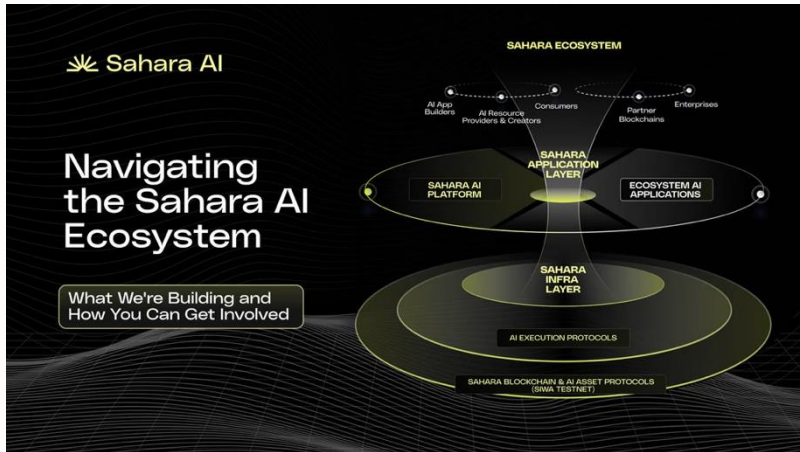 Sahara AI
Navigating
the Sahara AI
Ecosystem
What We're Building and
How You Can Get Involved
SAHARA ECOSYSTEM
AI App
Builders
AI Resource
Providers & Creators
Consumers
Partner
Blockchains
Enterprises
SAHARA
APPLICATION
LAYER
SAHARA AI
PLATFORM
ECOSYSTEM AI
APPLICATIONS
SAHARA
INFRA
LAYER
AI EXECUTION PROTOCOLS
SAHARA BLOCKCHAIN & AI ASSET PROTOCOLS
(SIWA TESTNET)